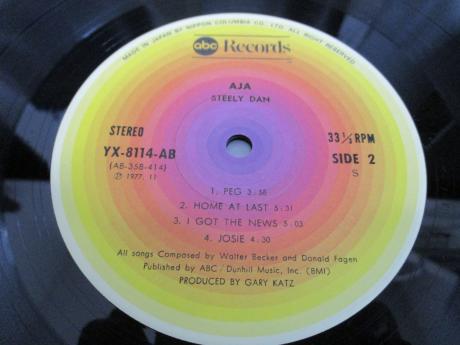 MADE IN JAPAN BY NIPPON COLUMBIA CO., LTD. ALL RIGHT RESERVED
abc Records
AJA
STEELY DAN
STEREO
YX-8114-AB
(AB-358-414)
Ⓟ 1977. 11
33 1/3 RPM
SIDE 2
S
1. PEG 3:58
2. HOME AT LAST 5:31
3. I GOT THE NEWS 5:03
4. JOSIE 4:30
All songs Composed by Walter Becker and Donald Fagen
Published by ABC/Dunhill Music, Inc. (BMI)
PRODUCED BY GARY KATZ